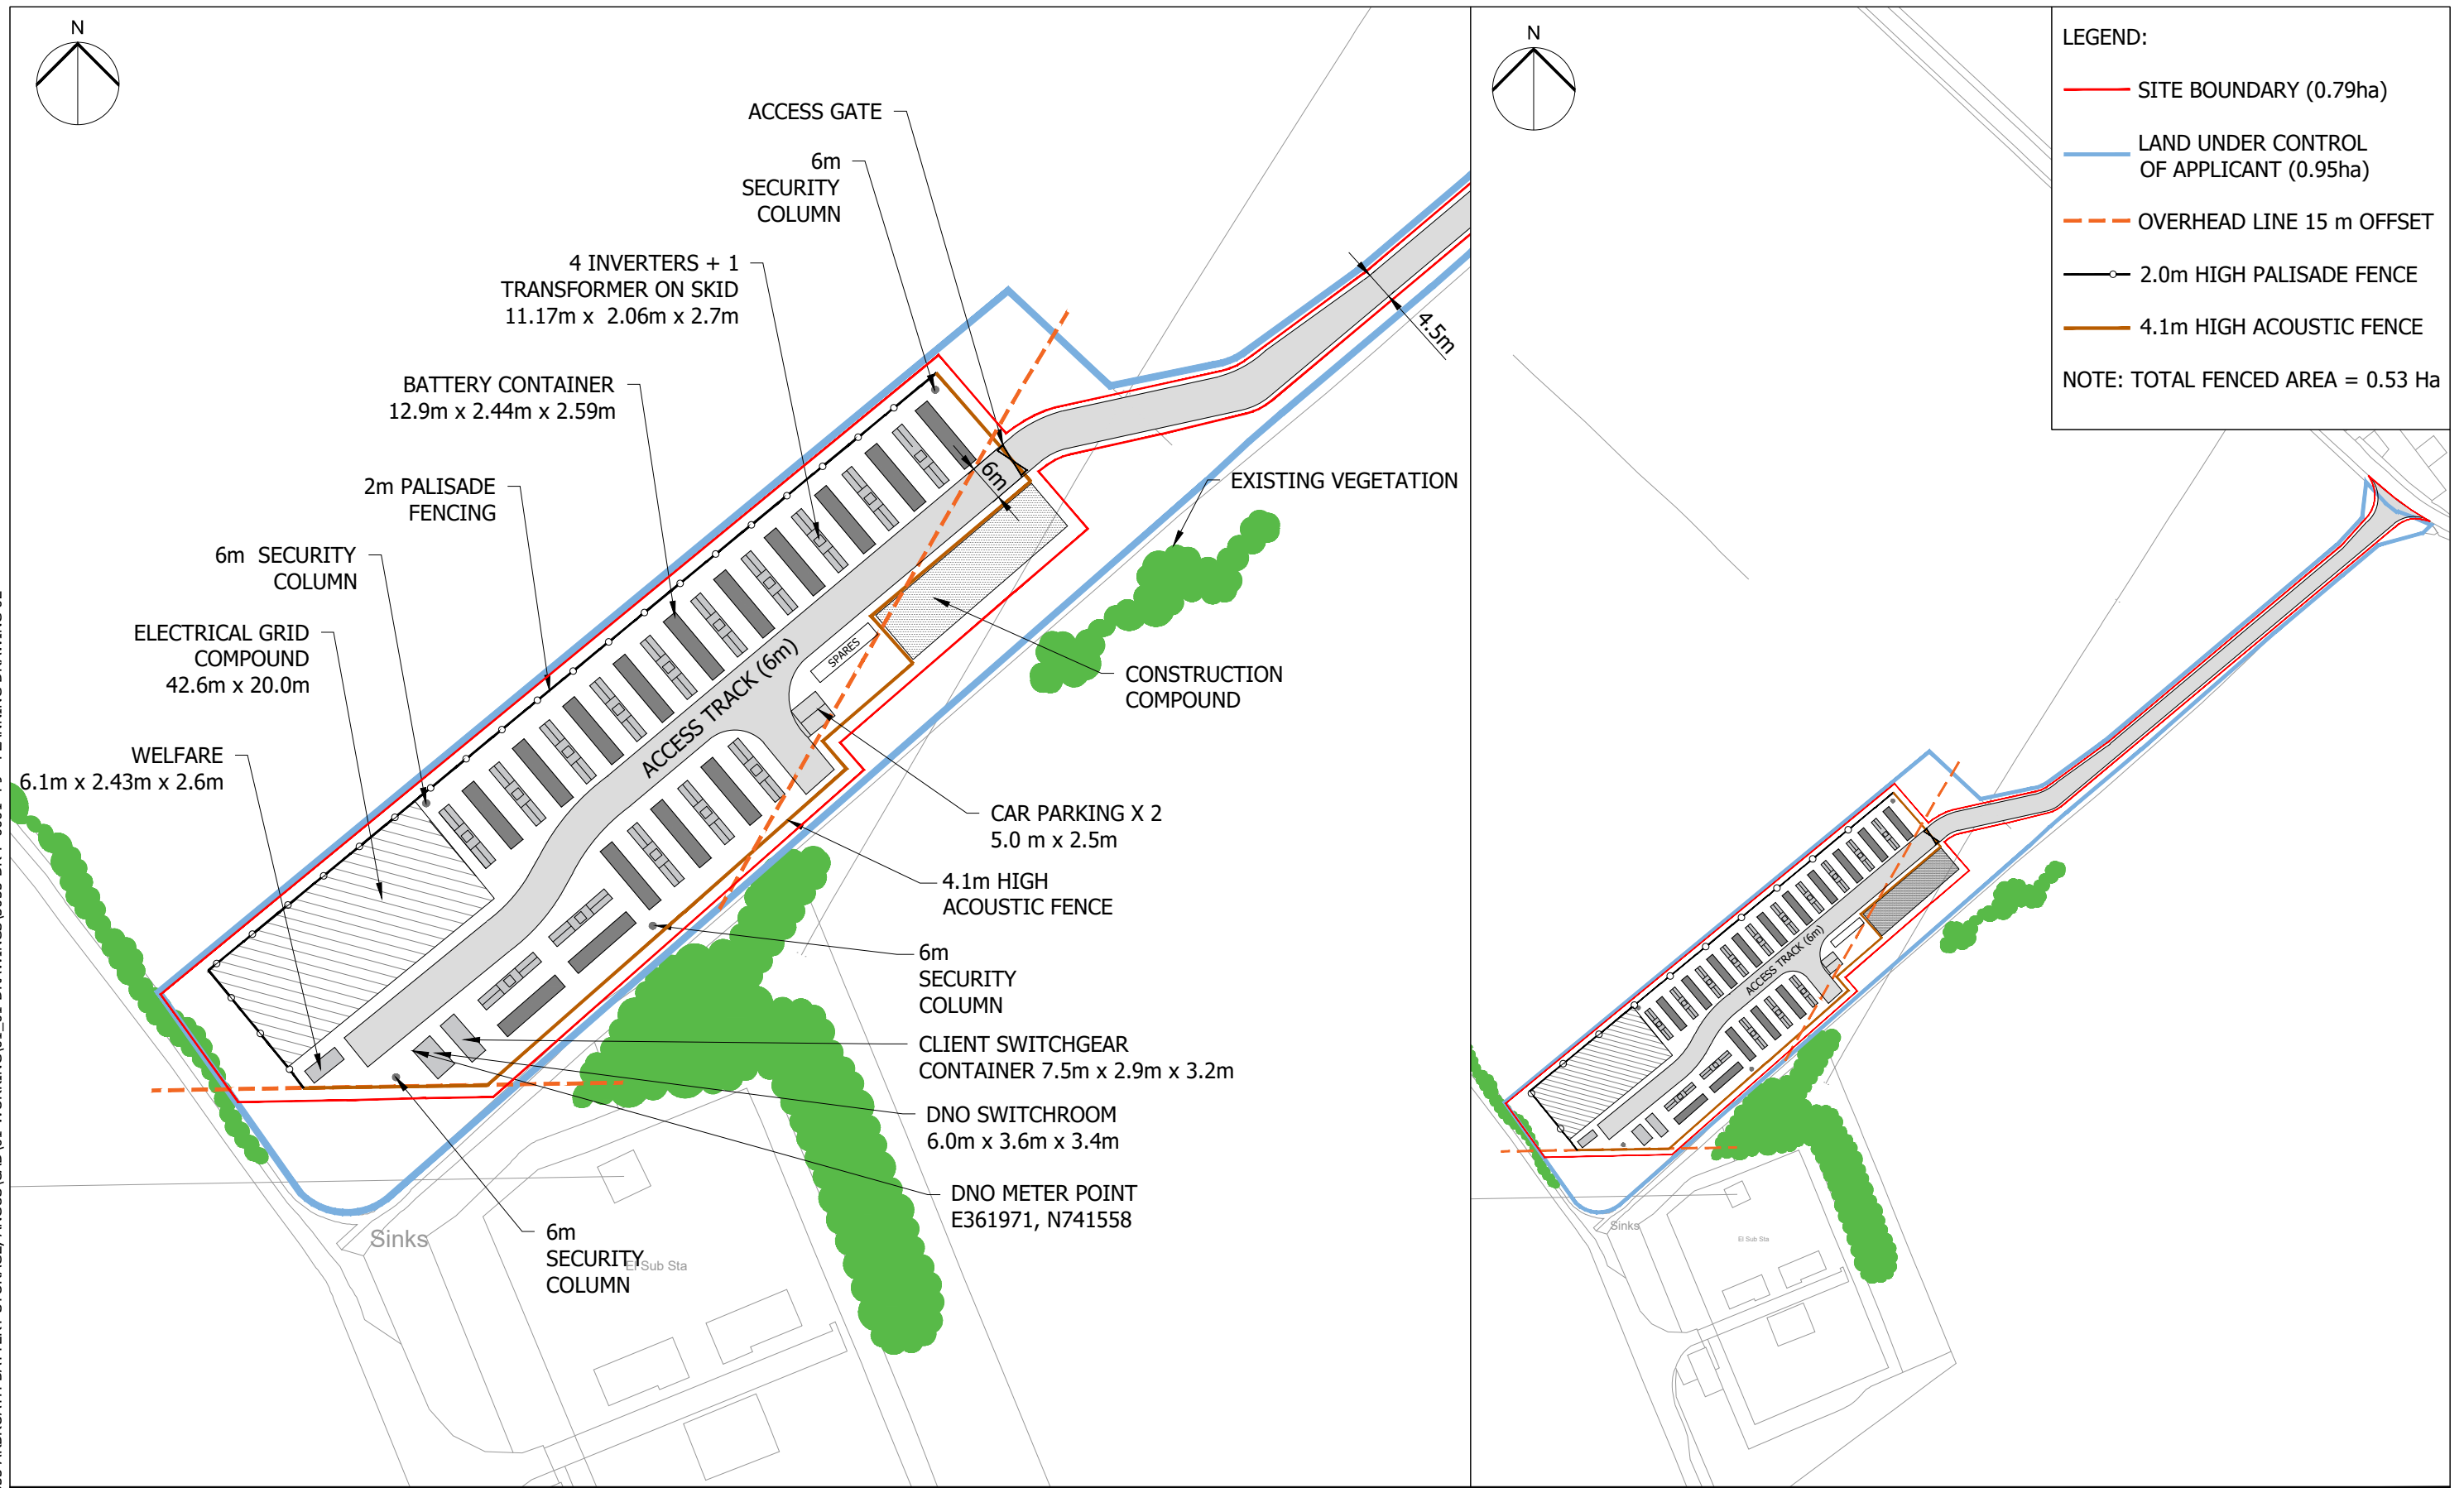 N
ACCESS GATE
6m
SECURITY
COLUMN
4 INVERTERS + 1
TRANSFORMER ON SKID
11.17m x 2.06m x 2.7m
BATTERY CONTAINER
12.9m x 2.44m x 2.59m
2m PALISADE
FENCING
6m SECURITY
COLUMN
ELECTRICAL GRID
COMPOUND
42.6m x 20.0m
WELFARE
6.1m x 2.43m x 2.6m
4.5m
6m
EXISTING VEGETATION
SPARES
ACCESS TRACK (6m)
CONSTRUCTION
COMPOUND
CAR PARKING X 2
5.0 m x 2.5m
4.1m HIGH
ACOUSTIC FENCE
6m
SECURITY
COLUMN
CLIENT SWITCHGEAR
CONTAINER 7.5m x 2.9m x 3.2m
DNO SWITCHROOM
6.0m x 3.6m x 3.4m
DNO METER POINT
E361971, N741558
6m
SECURITY
COLUMN
Sinks
El Sub Sta
N
ACCESS TRACK (6m)
Sinks
El Sub Sta
LEGEND:
SITE BOUNDARY (0.79ha)
LAND UNDER CONTROL
OF APPLICANT (0.95ha)
OVERHEAD LINE 15 m OFFSET
2.0m HIGH PALISADE FENCE
4.1m HIGH ACOUSTIC FENCE
NOTE: TOTAL FENCED AREA = 0.53 Ha